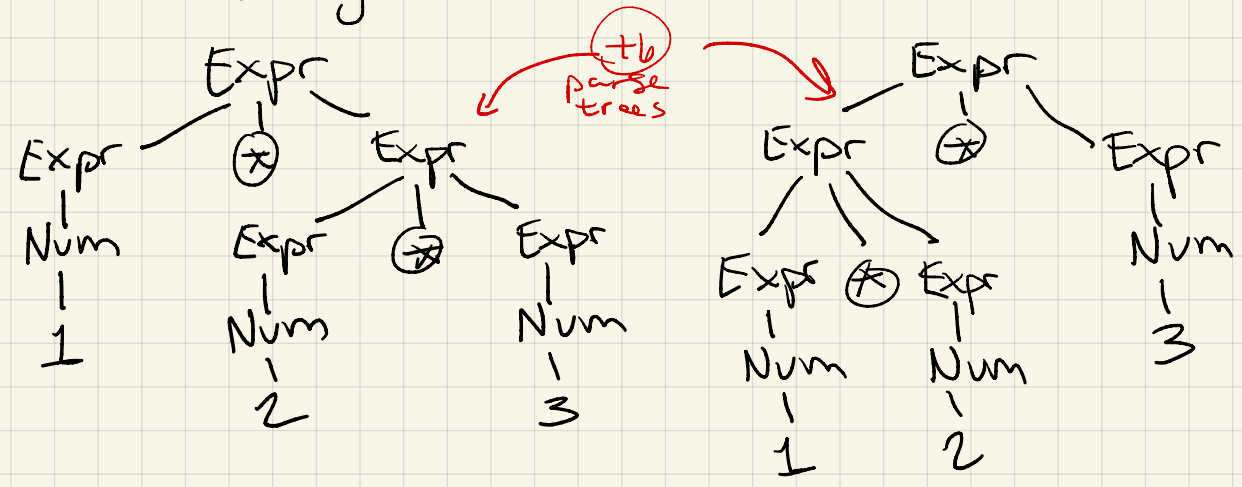 Expr
Expr * Expr
Num Expr * Expr
1 Num Num
2 3
+6
parse
trees
Expr
Expr * Expr
Expr * Expr Num
Num Num 3
1 2